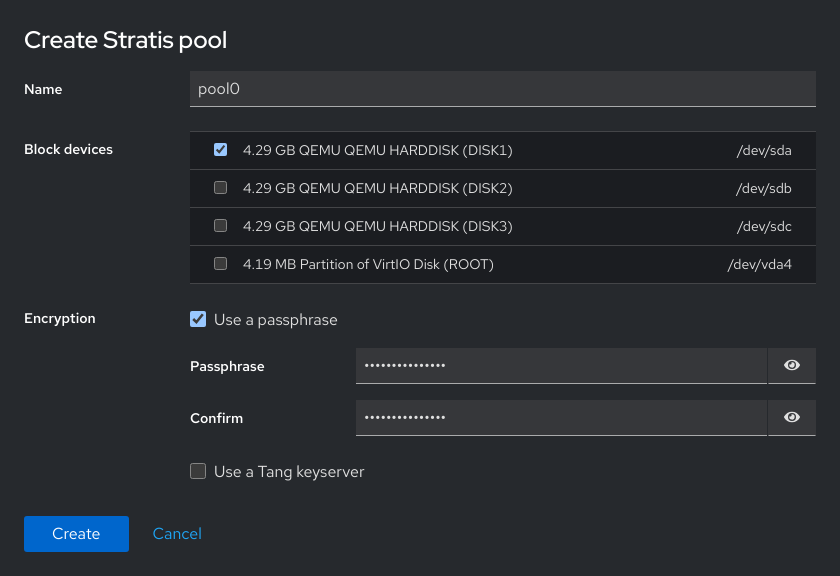 Create Stratis pool
Name pool0
Block devices 4.29 GB QEMU QEMU HARDDISK (DISK1) /dev/sda
4.29 GB QEMU QEMU HARDDISK (DISK2) /dev/sdb
4.29 GB QEMU QEMU HARDDISK (DISK3) /dev/sdc
4.19 MB Partition of VirtIO Disk (ROOT) /dev/vda4
Encryption Use a passphrase
Passphrase •••••••••••••••
Confirm •••••••••••••••
Use a Tang keyserver
Create Cancel